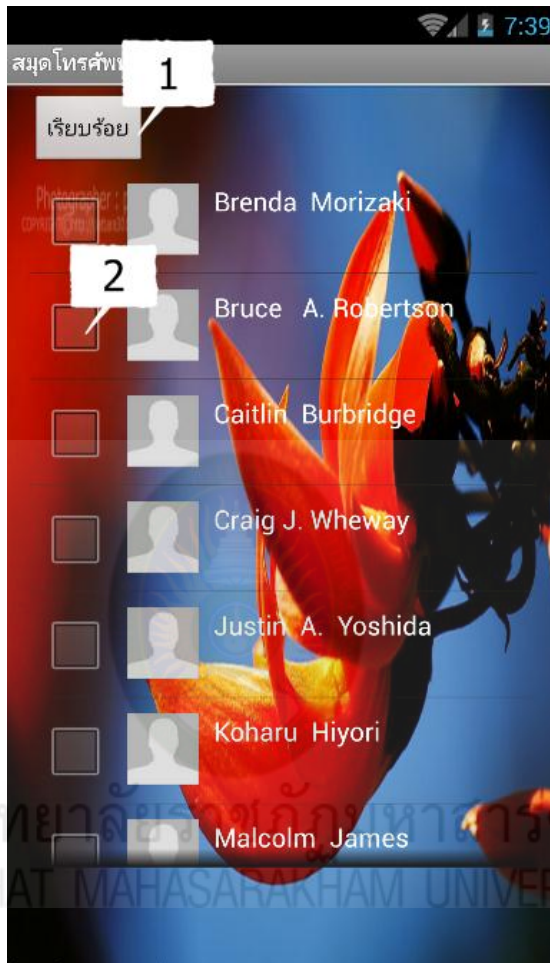 7:39
สมุดโทรศัพ
1
เรียบร้อย
Photographer :
Brenda Morizaki
2
Bruce A. Robertson
Caitlin Burbridge
Craig J. Wheway
Justin A. Yoshida
Koharu Hiyori
Malcolm James
MAHASARAKHAM